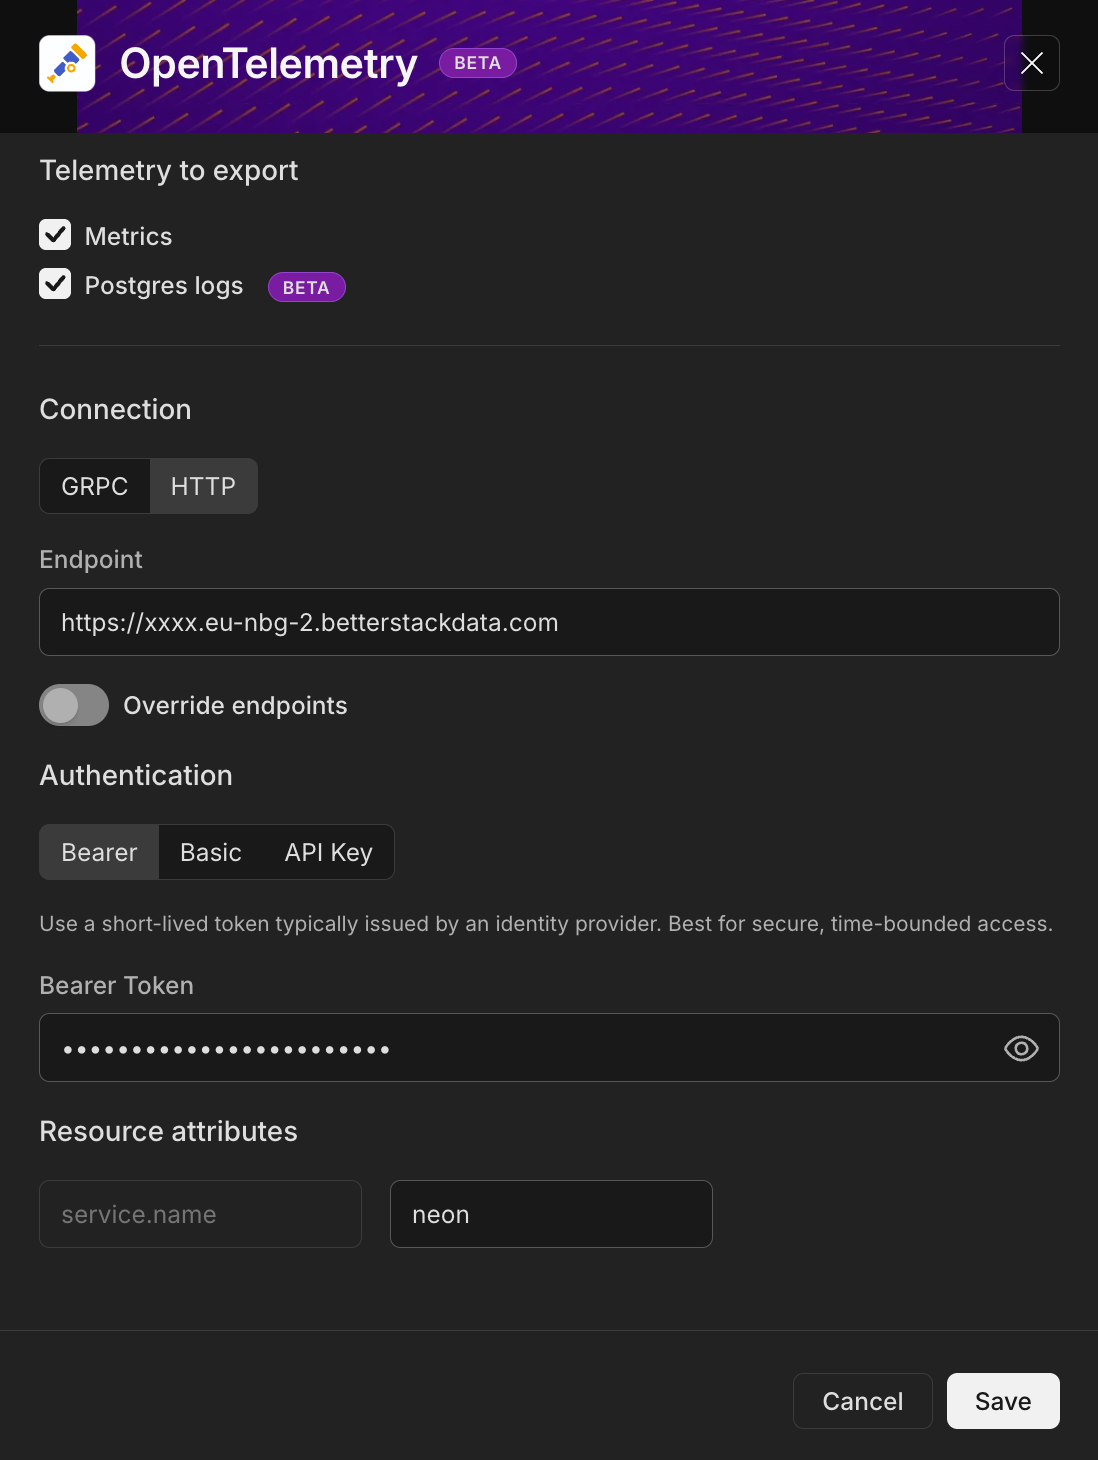 OpenTelemetry BETA
Telemetry to export
Metrics
Postgres logs BETA
Connection
GRPC HTTP
Endpoint
https://xxxx.eu-nbg-2.betterstackdata.com
Override endpoints
Authentication
Bearer Basic API Key
Use a short-lived token typically issued by an identity provider. Best for secure, time-bounded access.
Bearer Token
••••••••••••••••••••••••
Resource attributes
service.name neon
Cancel Save